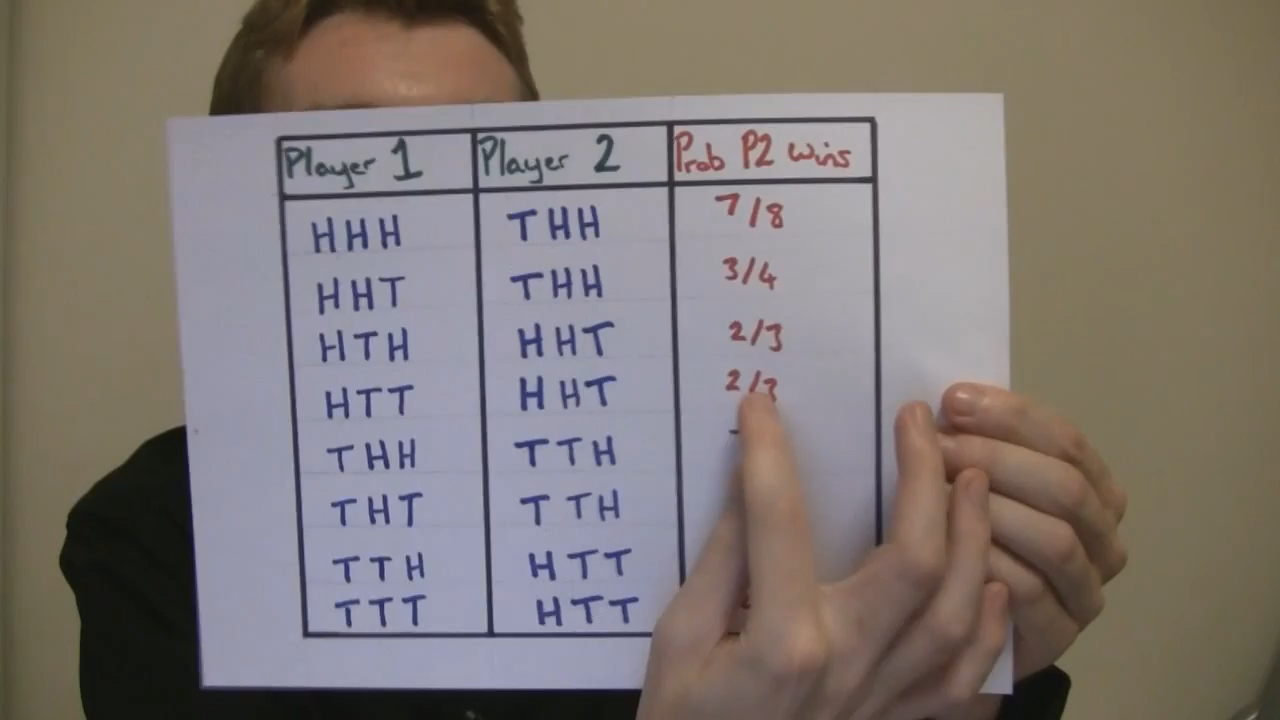 Player 1 Player 2 Prob P2 wins
HHH THH 7/8
HHT THH 3/4
HTH HHT 2/3
HTT HHT 2/3
THH TTH
THT TTH
TTH HTT
TTT HTT